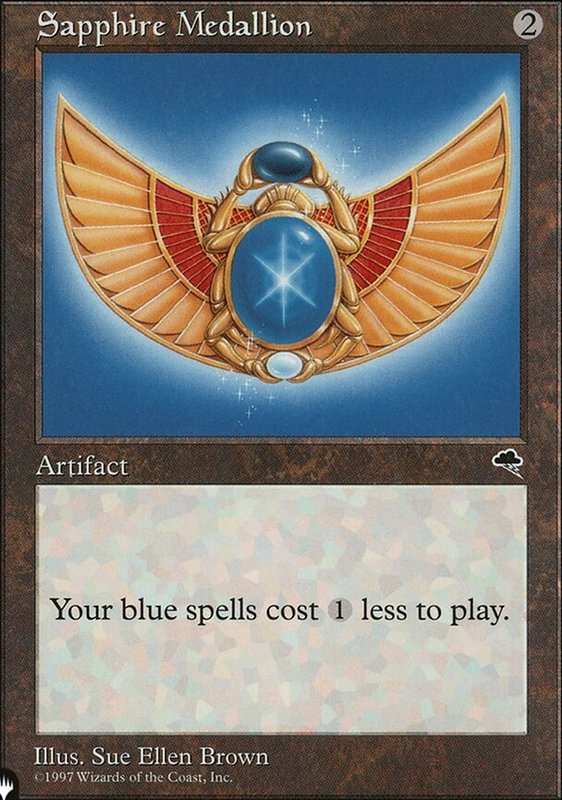 Sapphire Medallion 2
Artifact
Your blue spells cost 1 less to play.
Illus. Sue Ellen Brown
©1997 Wizards of the Coast, Inc.